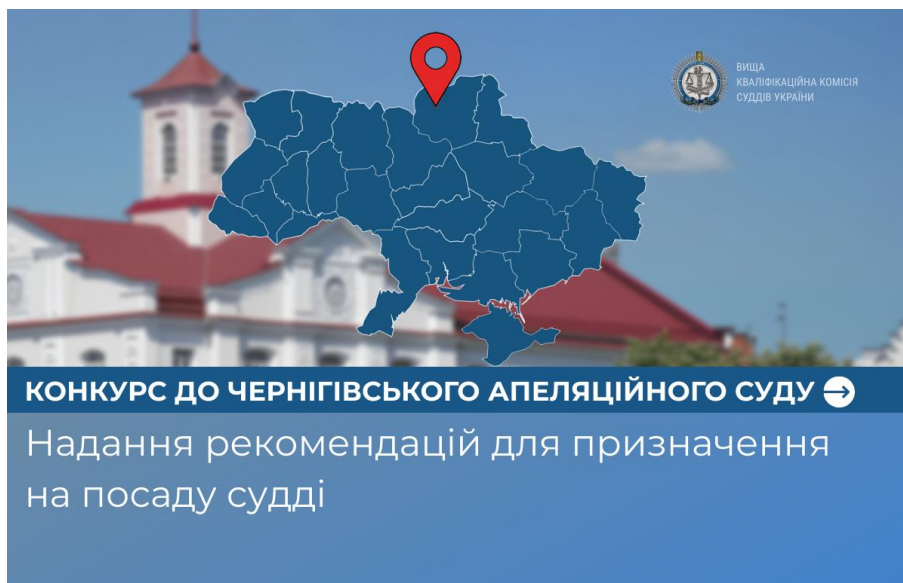 ВИЩА
КВАЛІФІКАЦІЙНА КОМІСІЯ
СУДДІВ УКРАЇНИ
КОНКУРС ДО ЧЕРНІГІВСЬКОГО АПЕЛЯЦІЙНОГО СУДУ
Надання рекомендацій для призначення
на посаду судді